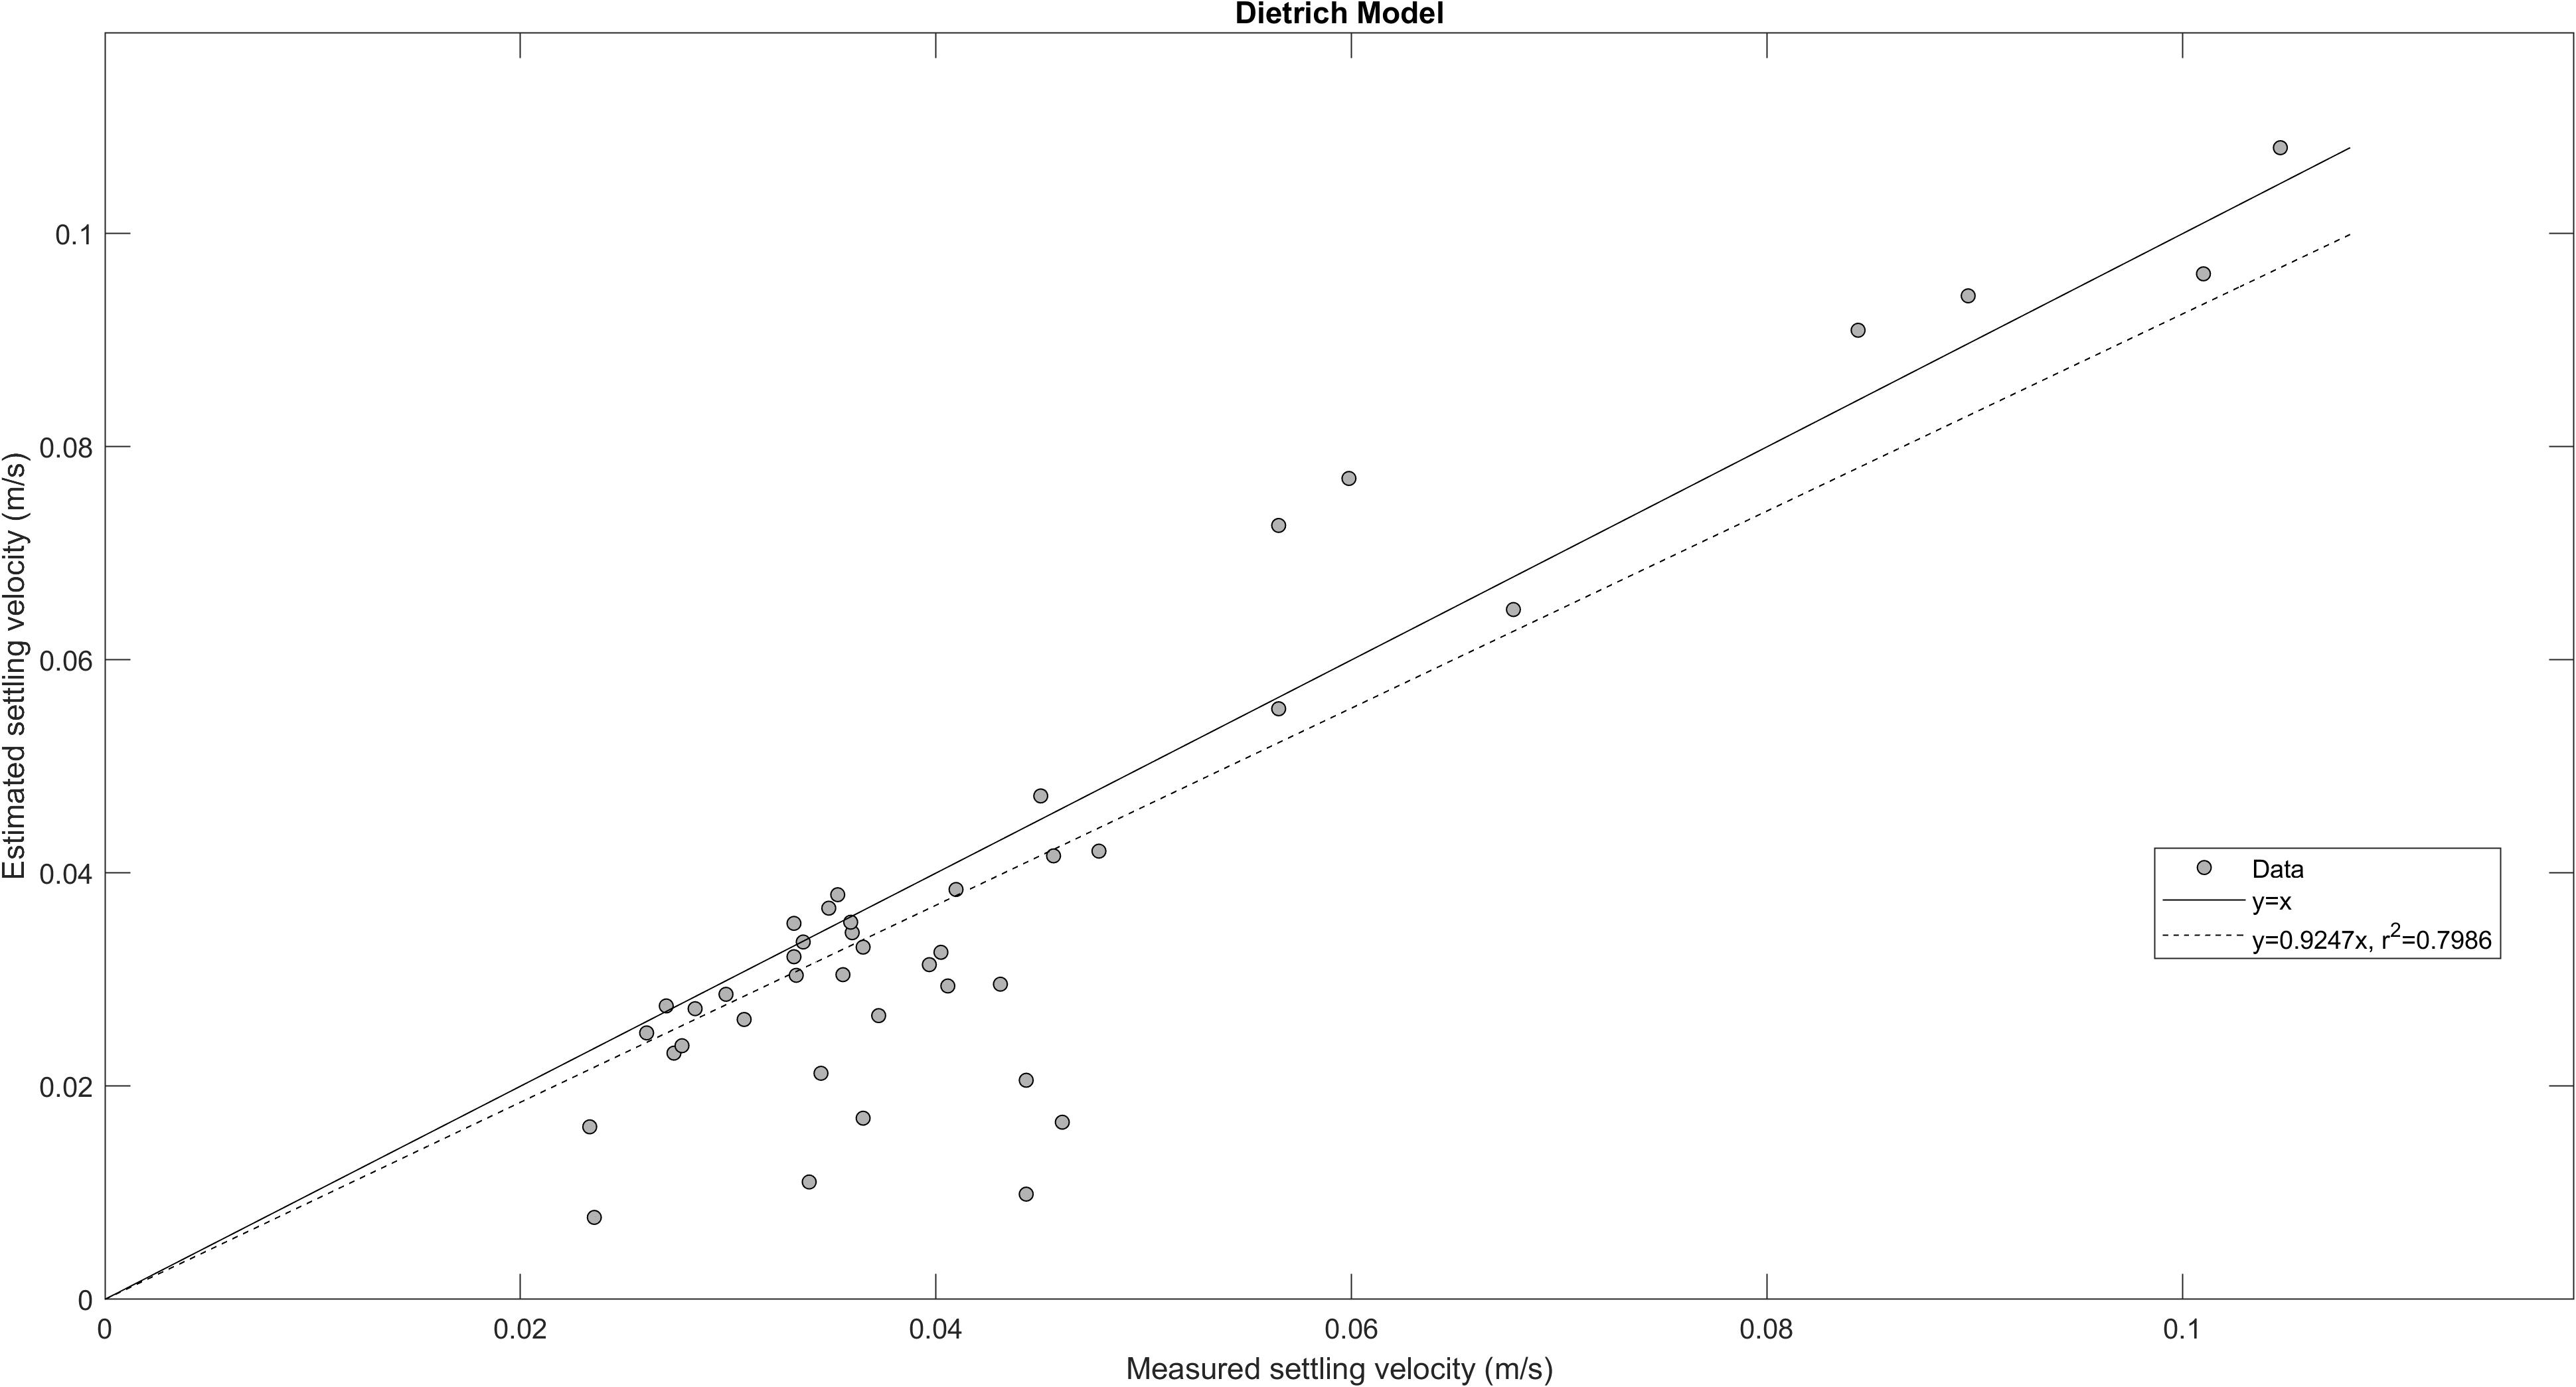 Dietrich Model
Estimated settling velocity (m/s)
0.1
0.08
0.06
0.04
0.02
0
Data
y=x
y=0.9247x, r²=0.7986
0 0.02 0.04 0.06 0.08 0.1
Measured settling velocity (m/s)